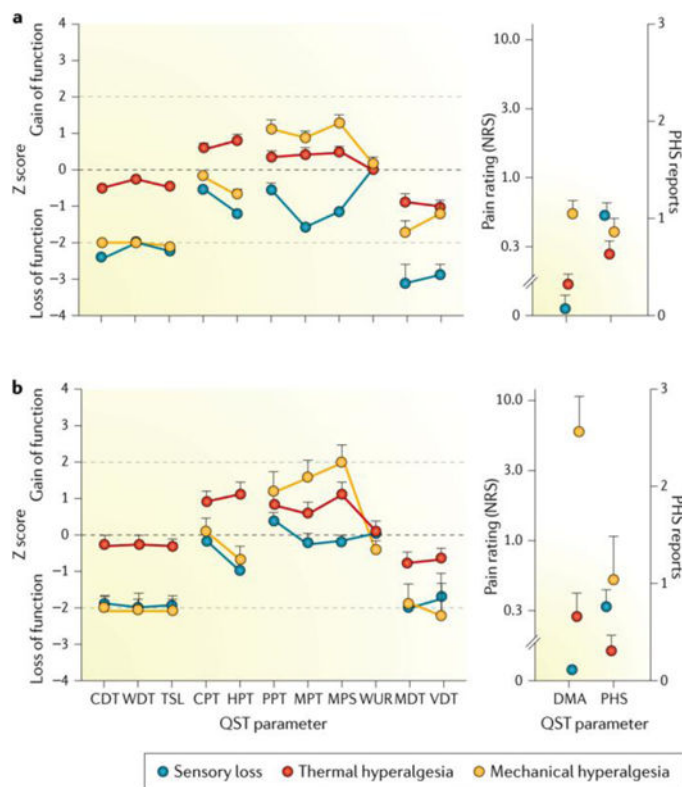 a
4
3
2
1
0
−1
−2
−3
−4
Gain of function
Z score
Loss of function
10.0
3.0
1.0
0.3
0
Pain rating (NRS)
3
2
1
0
PHS reports
b
4
3
2
1
0
−1
−2
−3
−4
Gain of function
Z score
Loss of function
CDT WDT TSL CPT HPT PPT MPT MPS WUR MDT VDT
QST parameter
10.0
3.0
1.0
0.3
0
Pain rating (NRS)
3
2
1
0
PHS reports
DMA PHS
QST parameter
Sensory loss Thermal hyperalgesia Mechanical hyperalgesia